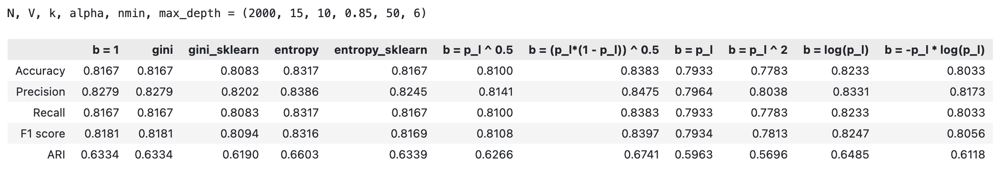 N, V, k, alpha, nmin, max_depth = (2000, 15, 10, 0.85, 50, 6)
b = 1 gini gini_sklearn entropy entropy_sklearn b = p_l ^ 0.5 b = (p_l*(1 - p_l)) ^ 0.5 b = p_l b = p_l ^ 2 b = log(p_l) b = -p_l * log(p_l)
Accuracy 0.8167 0.8167 0.8083 0.8317 0.8167 0.8100 0.8383 0.7933 0.7783 0.8233 0.8033
Precision 0.8279 0.8279 0.8202 0.8386 0.8245 0.8141 0.8475 0.7964 0.8038 0.8331 0.8173
Recall 0.8167 0.8167 0.8083 0.8317 0.8167 0.8100 0.8383 0.7933 0.7783 0.8233 0.8033
F1 score 0.8181 0.8181 0.8094 0.8316 0.8169 0.8108 0.8397 0.7934 0.7813 0.8247 0.8056
ARI 0.6334 0.6334 0.6190 0.6603 0.6339 0.6266 0.6741 0.5963 0.5696 0.6485 0.6118